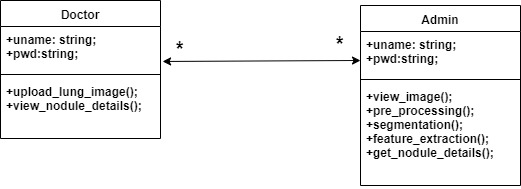 Doctor
+uname: string;
+pwd:string;
+upload_lung_image();
+view_nodule_details();
*
*
Admin
+uname: string;
+pwd:string;
+view_image();
+pre_processing();
+segmentation();
+feature_extraction();
+get_nodule_details();